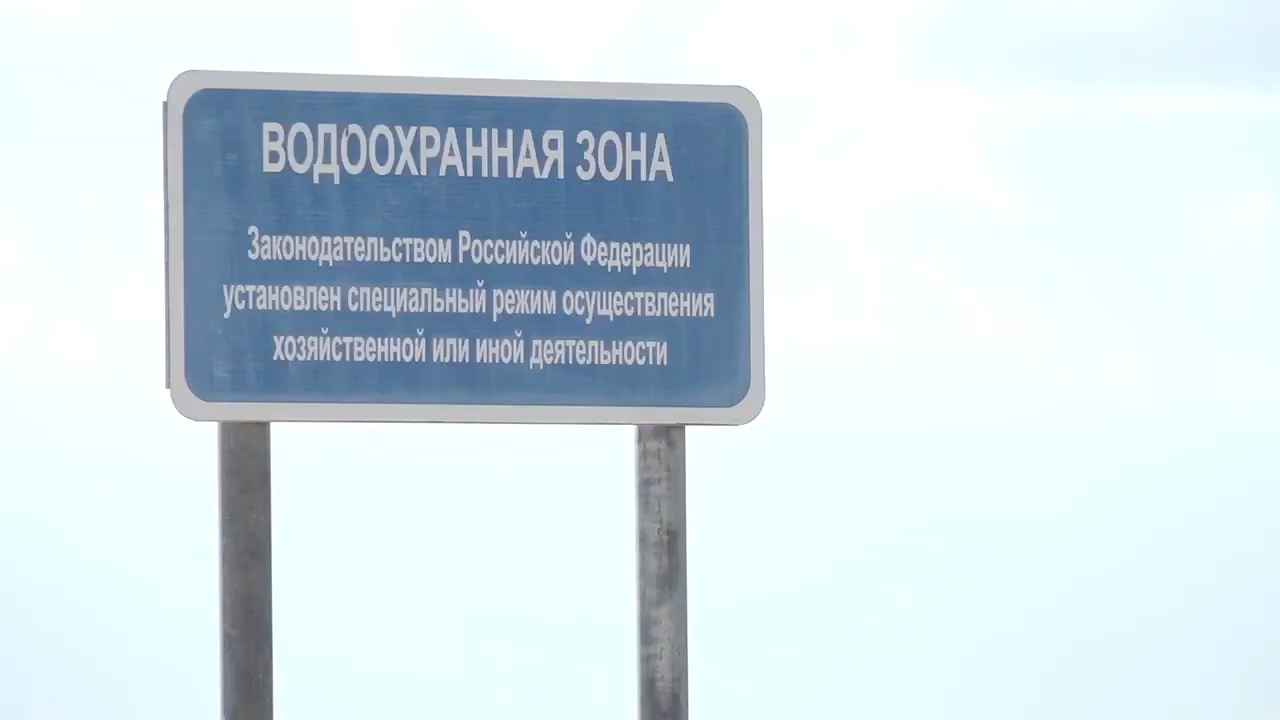 ВОДООХРАННАЯ ЗОНА
Законодательством Российской Федерации
установлен специальный режим осуществления
хозяйственной или иной деятельности